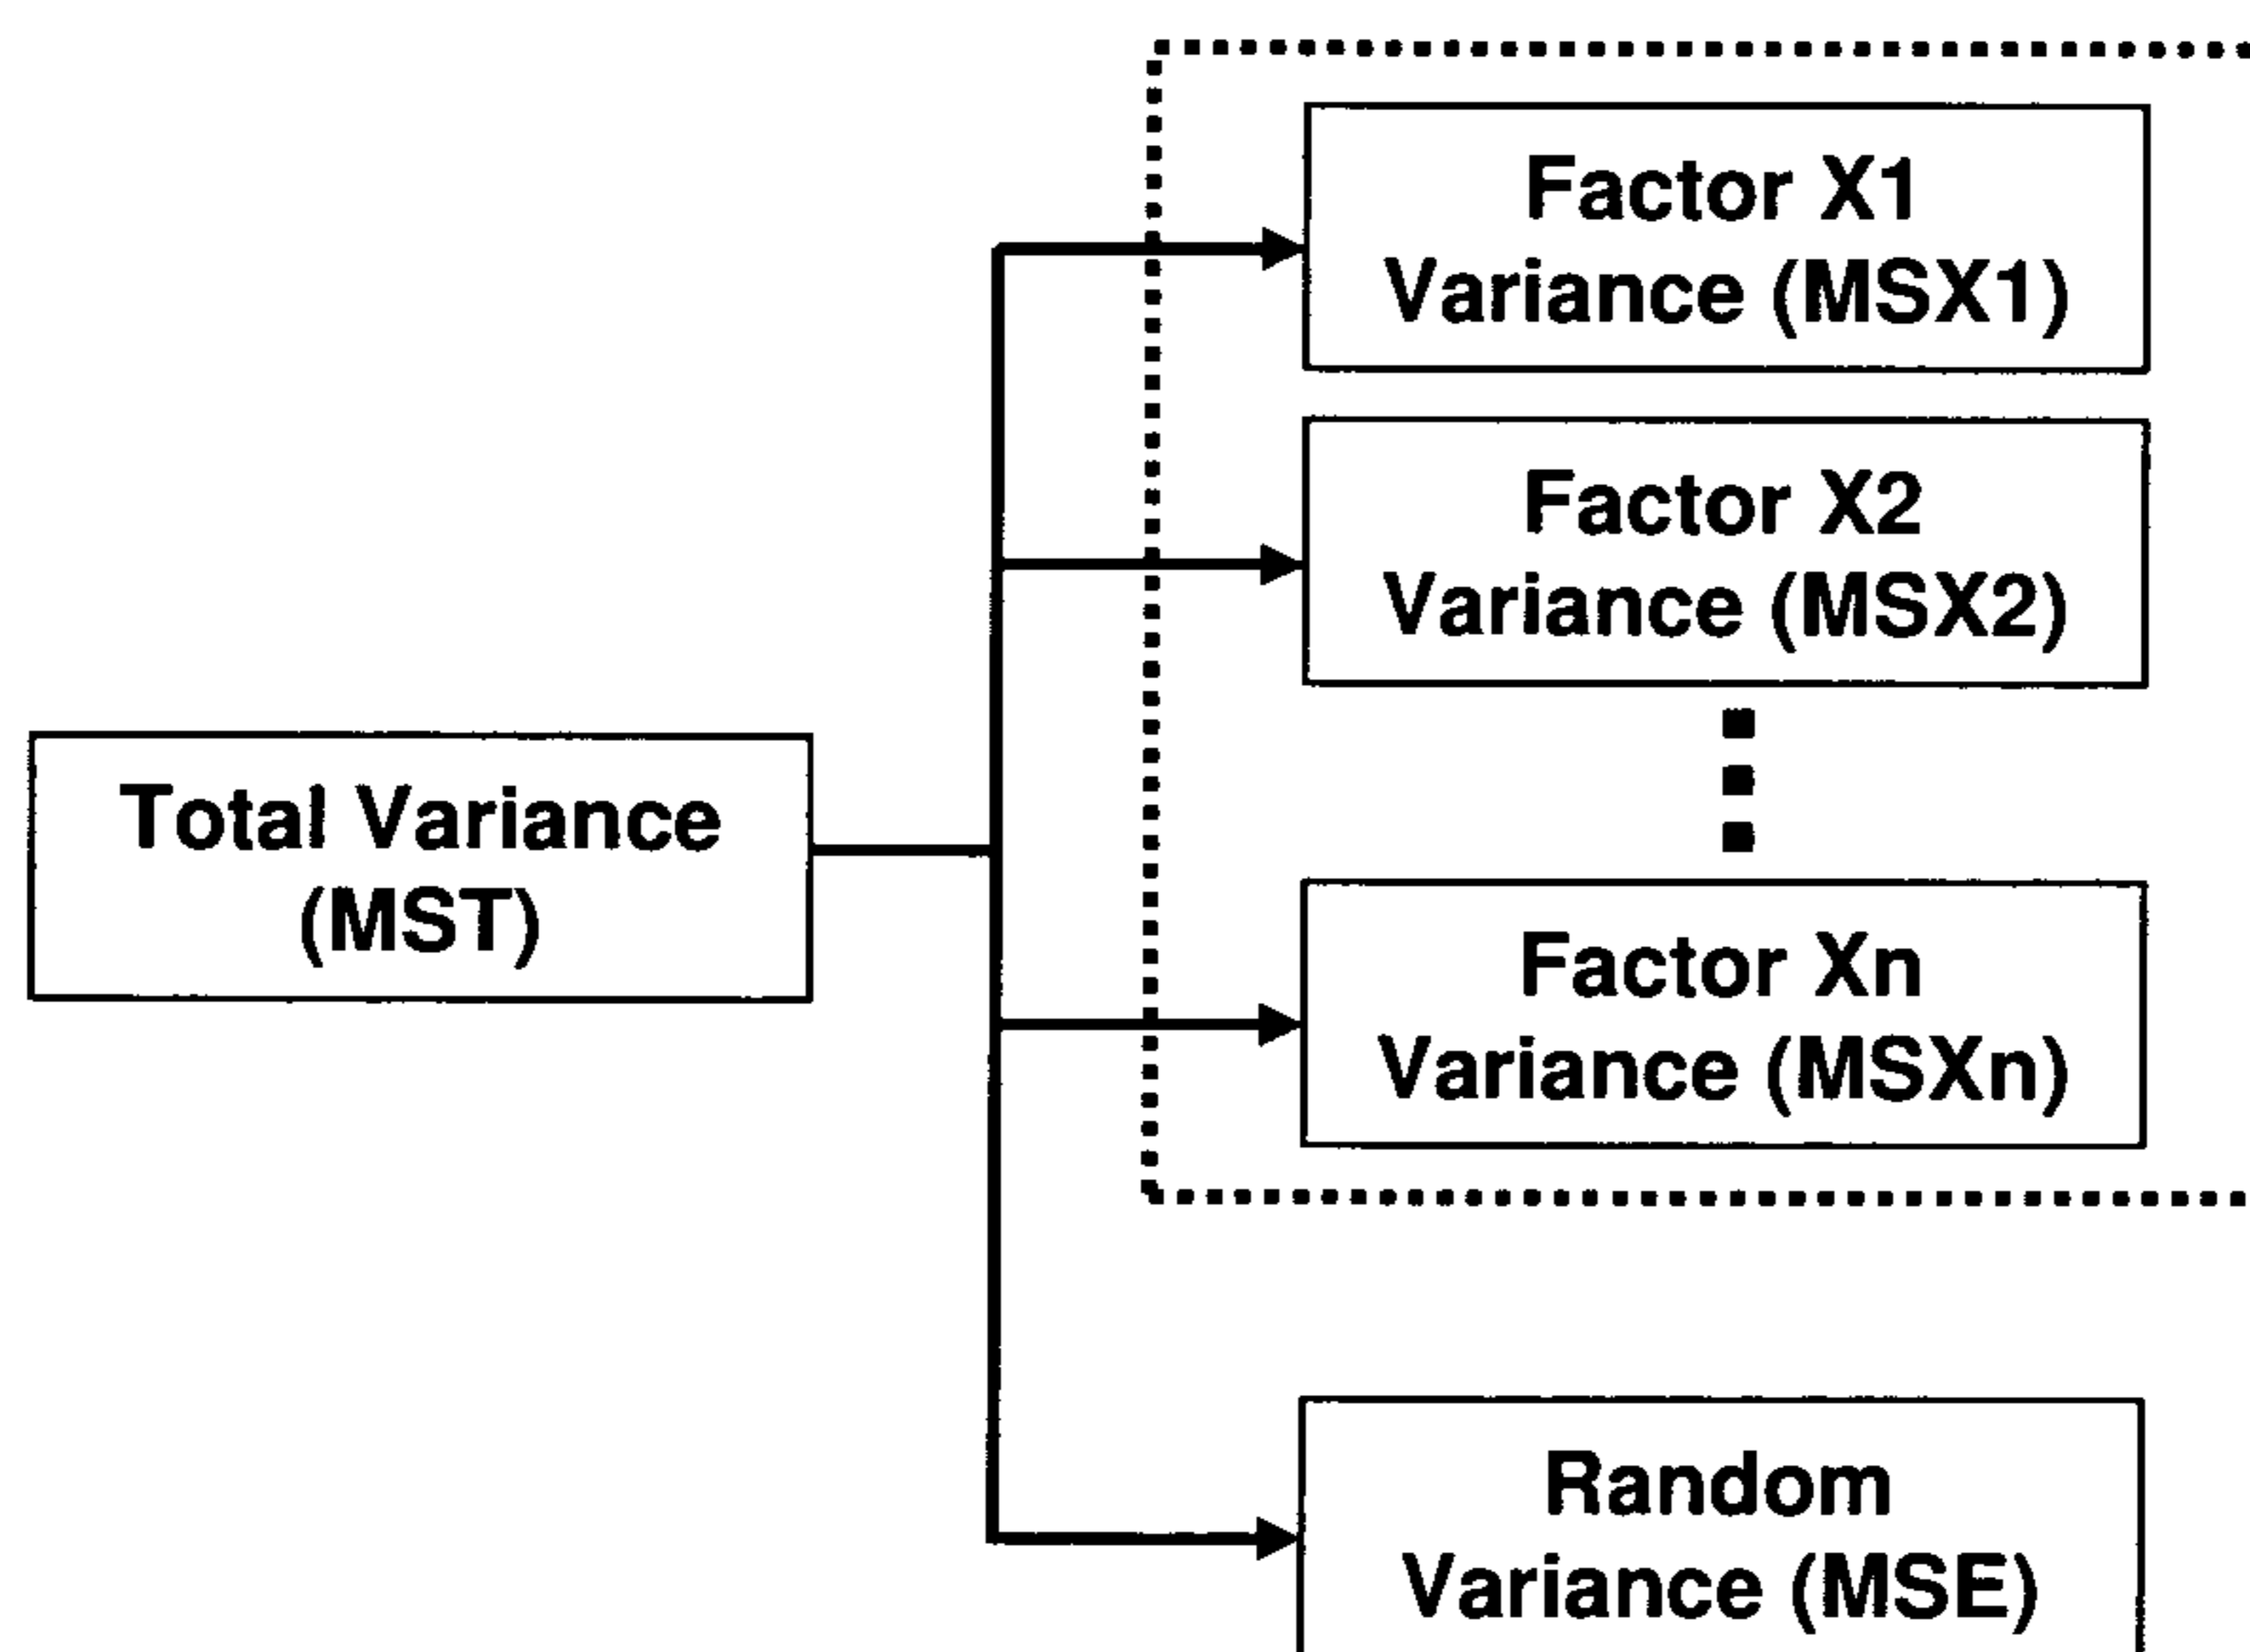 Factor X1
Variance (MSX1)
Factor X2
Variance (MSX2)
Total Variance
(MST)
Factor Xn
Variance (MSXn)
Random
Variance (MSE)